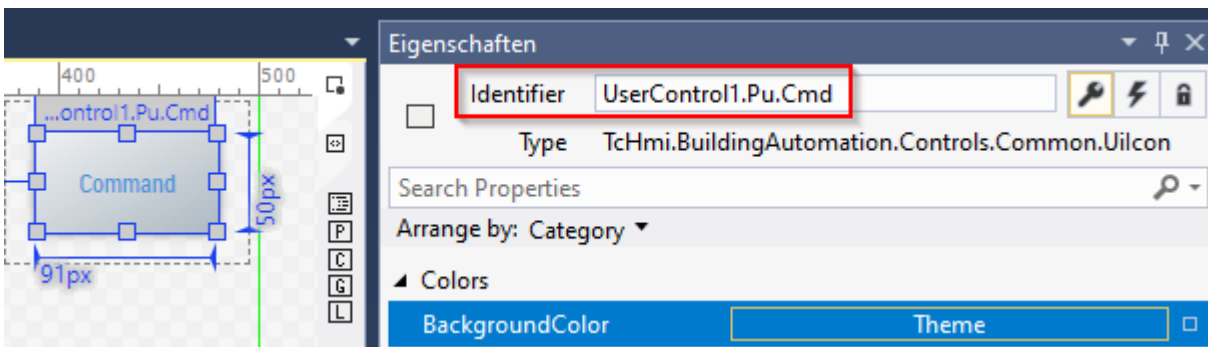 Eigenschaften
400 500
...ontrol1.Pu.Cmd
Identifier UserControl1.Pu.Cmd
Type TcHmi.BuildingAutomation.Controls.Common.UiIcon
Command
50px
91px
Search Properties
Arrange by: Category
P
C
G
L
Colors
BackgroundColor Theme